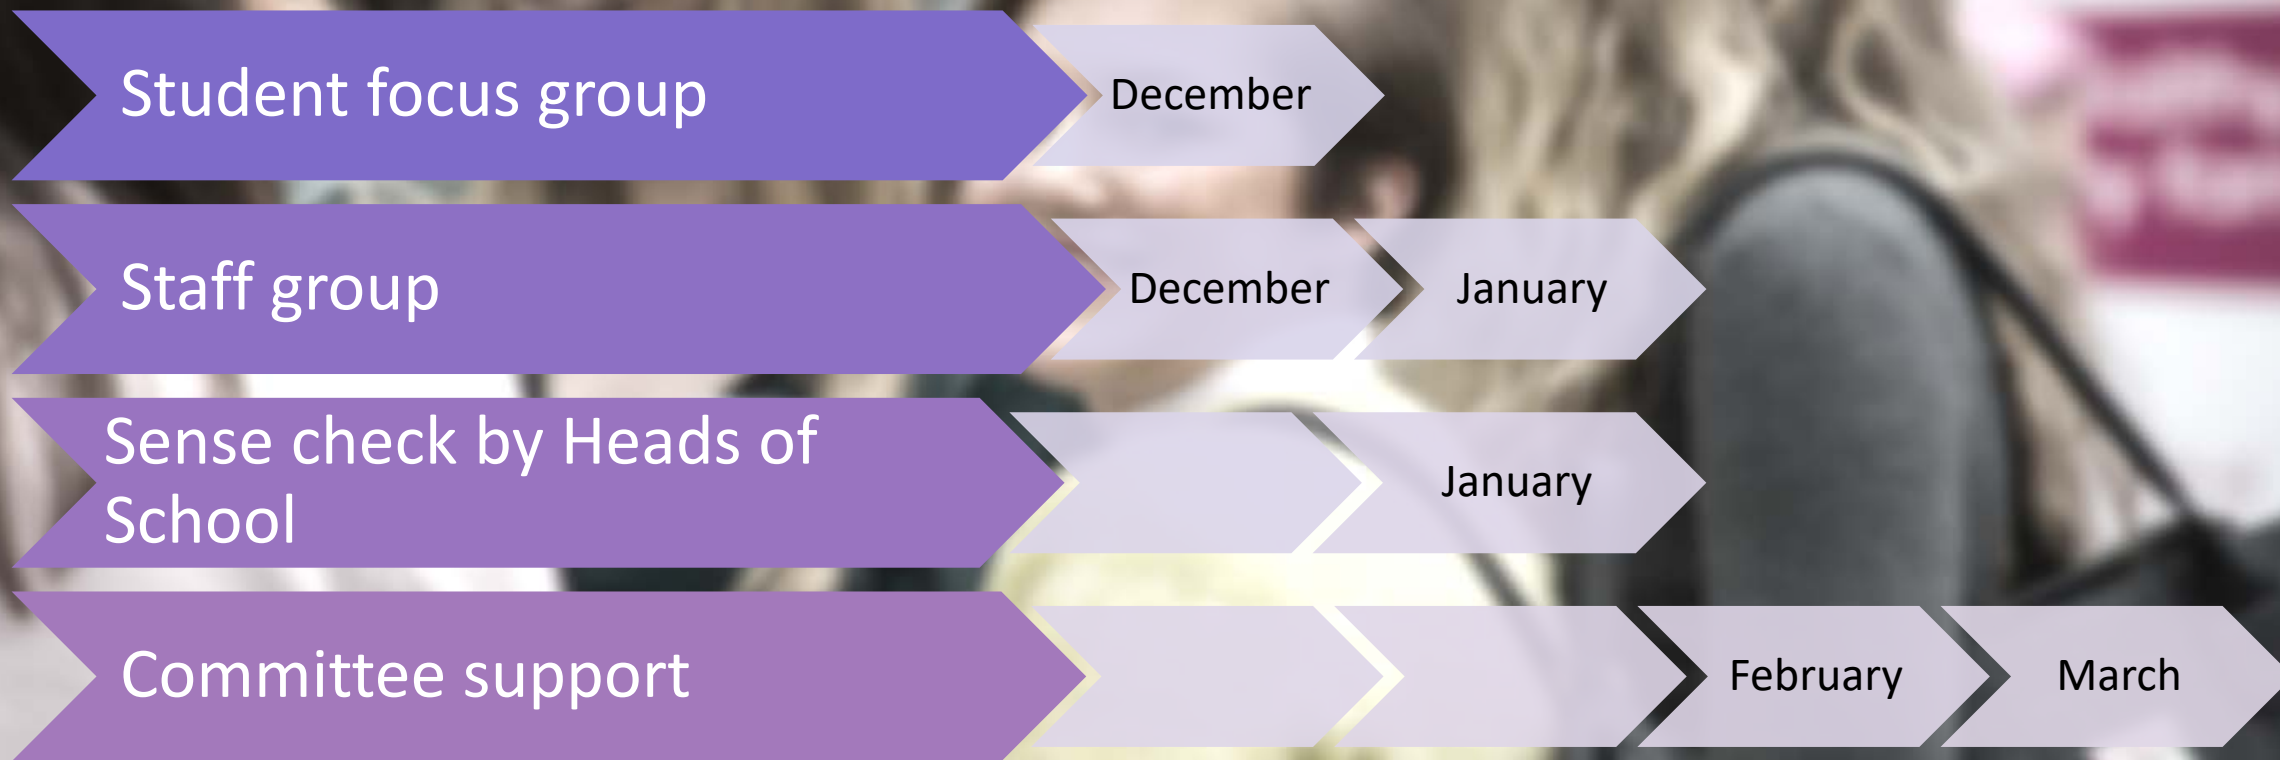 Student focus group
December
Staff group
December
January
Sense check by Heads of
School
January
Committee support
February
March